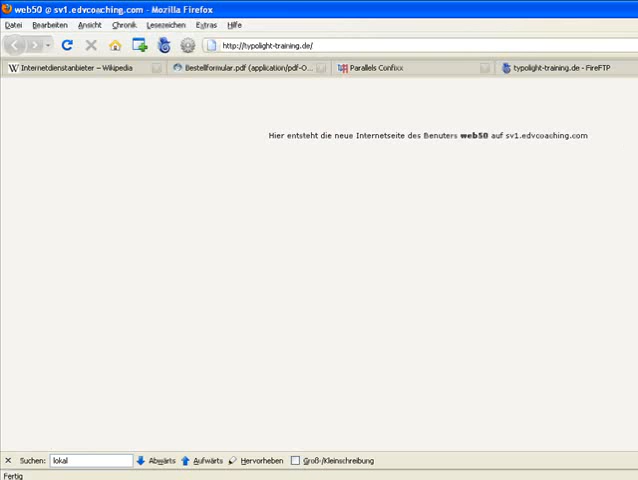 web50 @ sv1.edvcoaching.com - Mozilla Firefox
Datei Bearbeiten Ansicht Chronik Lesezeichen Extras Hilfe
http://typolight-training.de/
Internetdienstanbieter – Wikipedia Bestellformular.pdf (application/pdf-O... Parallels Confixx typolight-training.de - FireFTP
Hier entsteht die neue Internetseite des Benuters web50 auf sv1.edvcoaching.com
Suchen: lokal Abwärts Aufwärts Hervorheben Groß-/Kleinschreibung
Fertig